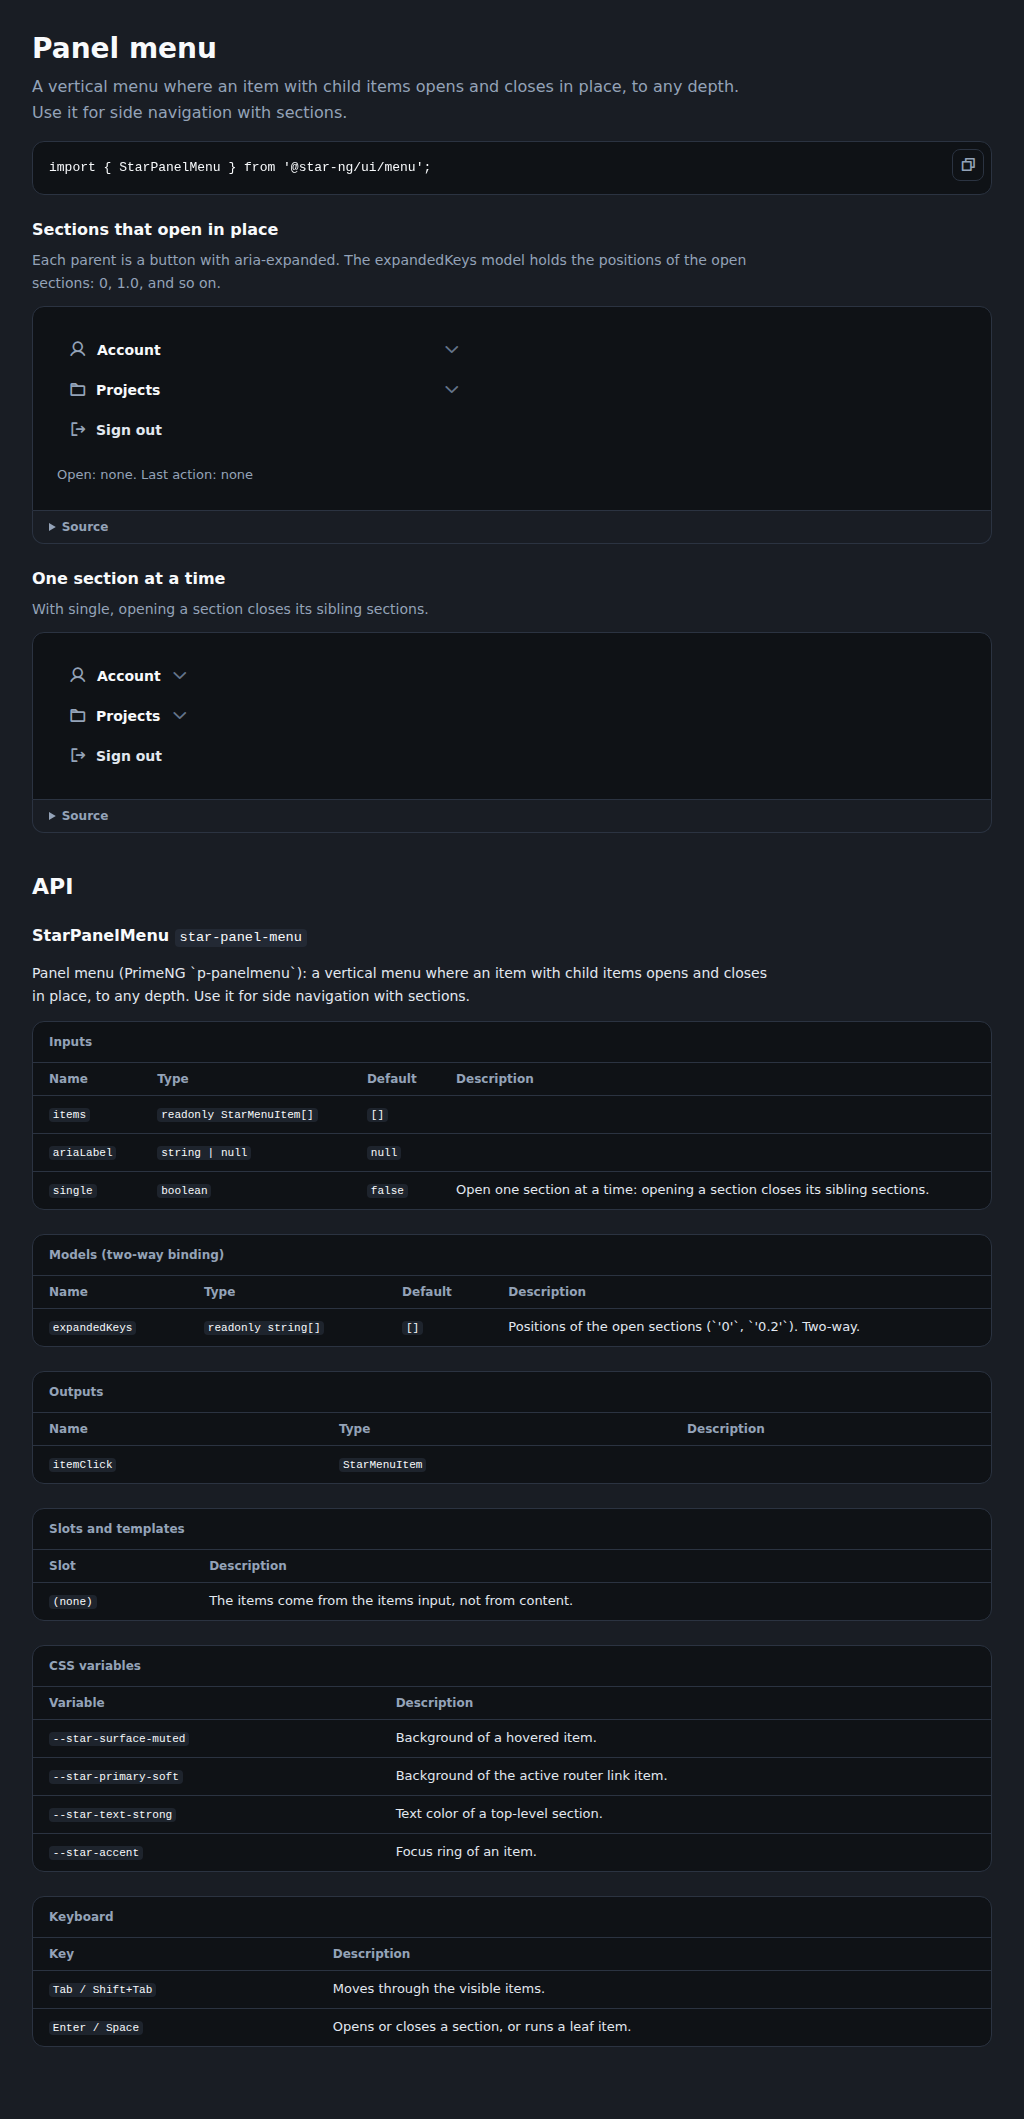 Panel menu
A vertical menu where an item with child items opens and closes in place, to any depth.
Use it for side navigation with sections.
import { StarPanelMenu } from '@star-ng/ui/menu';
Sections that open in place
Each parent is a button with aria-expanded. The expandedKeys model holds the positions of the open
sections: 0, 1.0, and so on.
Account
Projects
Sign out
Open: none. Last action: none
Source
One section at a time
With single, opening a section closes its sibling sections.
Account
Projects
Sign out
Source
API
StarPanelMenu star-panel-menu
Panel menu (PrimeNG `p-panelmenu`): a vertical menu where an item with child items opens and closes
in place, to any depth. Use it for side navigation with sections.
Inputs
Name Type Default Description
items readonly StarMenuItem[] []
ariaLabel string | null null
single boolean false Open one section at a time: opening a section closes its sibling sections.
Models (two-way binding)
Name Type Default Description
expandedKeys readonly string[] [] Positions of the open sections (`'0'`, `'0.2'`). Two-way.
Outputs
Name Type Description
itemClick StarMenuItem
Slots and templates
Slot Description
(none) The items come from the items input, not from content.
CSS variables
Variable Description
--star-surface-muted Background of a hovered item.
--star-primary-soft Background of the active router link item.
--star-text-strong Text color of a top-level section.
--star-accent Focus ring of an item.
Keyboard
Key Description
Tab / Shift+Tab Moves through the visible items.
Enter / Space Opens or closes a section, or runs a leaf item.